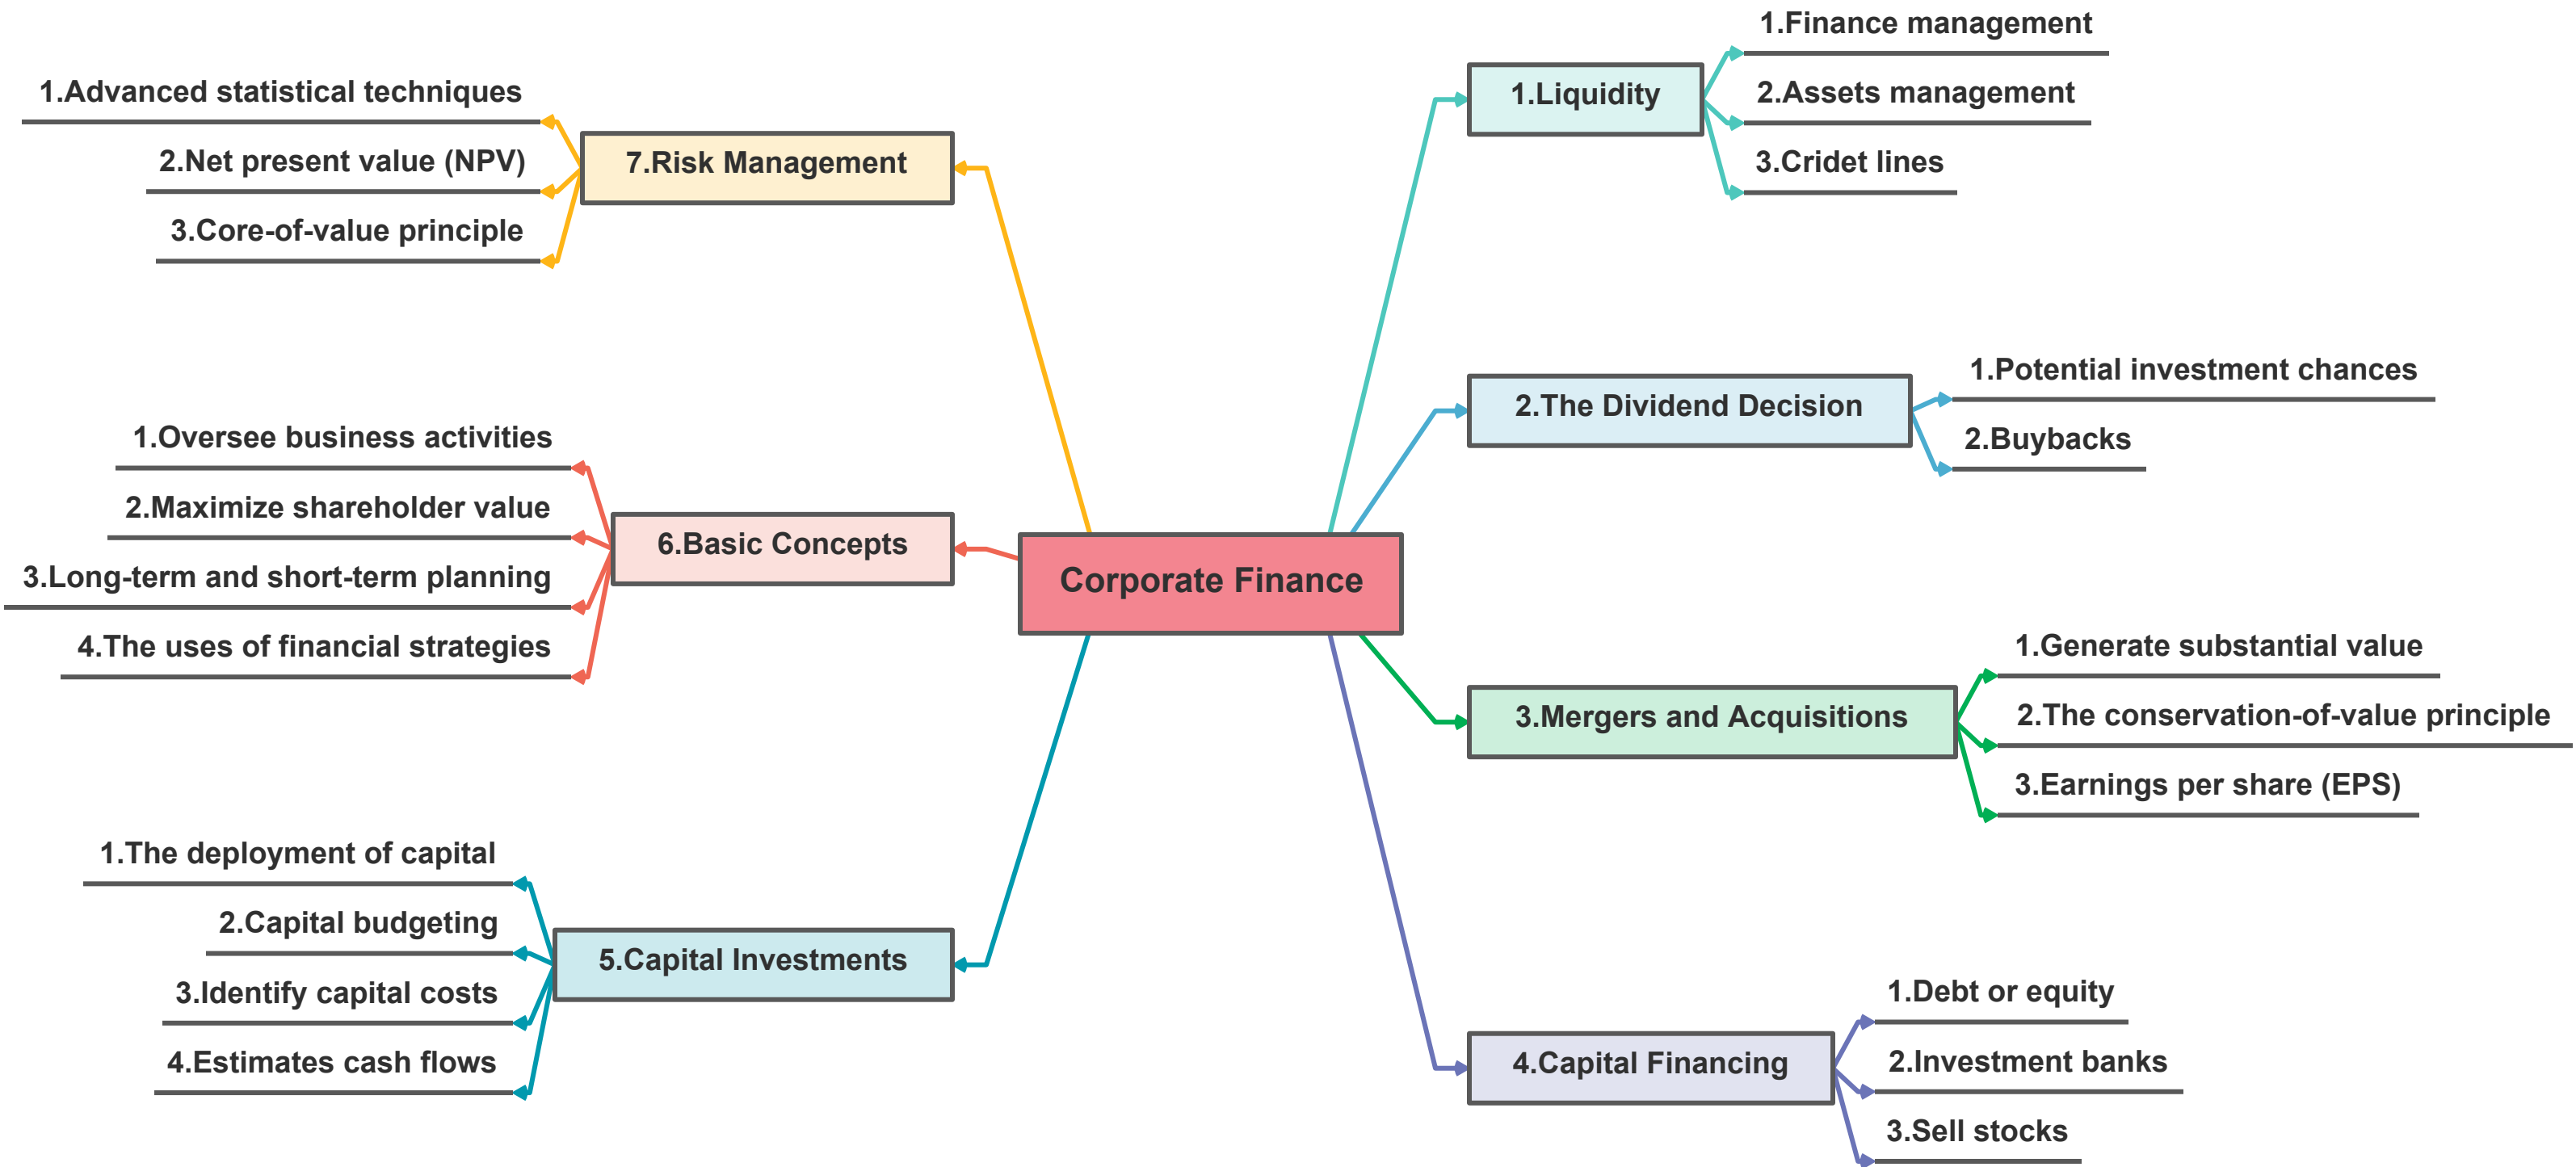 Corporate Finance
1.Liquidity
1.Finance management
2.Assets management
3.Cridet lines
2.The Dividend Decision
1.Potential investment chances
2.Buybacks
3.Mergers and Acquisitions
1.Generate substantial value
2.The conservation-of-value principle
3.Earnings per share (EPS)
4.Capital Financing
1.Debt or equity
2.Investment banks
3.Sell stocks
5.Capital Investments
1.The deployment of capital
2.Capital budgeting
3.Identify capital costs
4.Estimates cash flows
6.Basic Concepts
1.Oversee business activities
2.Maximize shareholder value
3.Long-term and short-term planning
4.The uses of financial strategies
7.Risk Management
1.Advanced statistical techniques
2.Net present value (NPV)
3.Core-of-value principle